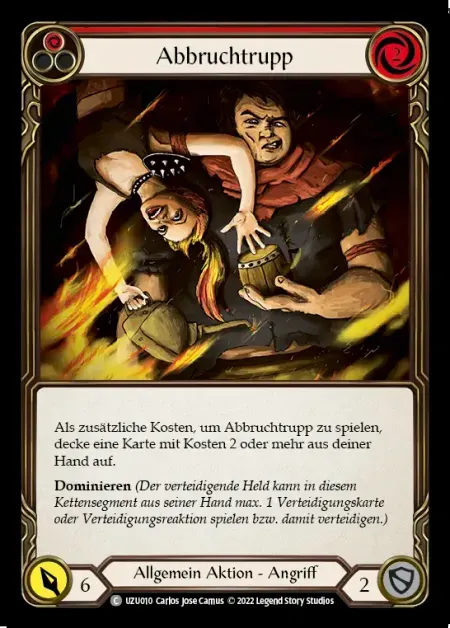 Abbruchtrupp
2
Als zusätzliche Kosten, um Abbruchtrupp zu spielen,
decke eine Karte mit Kosten 2 oder mehr aus deiner
Hand auf.
Dominieren (Der verteidigende Held kann in diesem
Kettensegment aus seiner Hand max. 1 Verteidigungskarte
oder Verteidigungsreaktion spielen bzw. damit verteidigen.)
6
Allgemein Aktion - Angriff
2
C UZU010 Carlos Jose Camus © 2022 Legend Story Studios